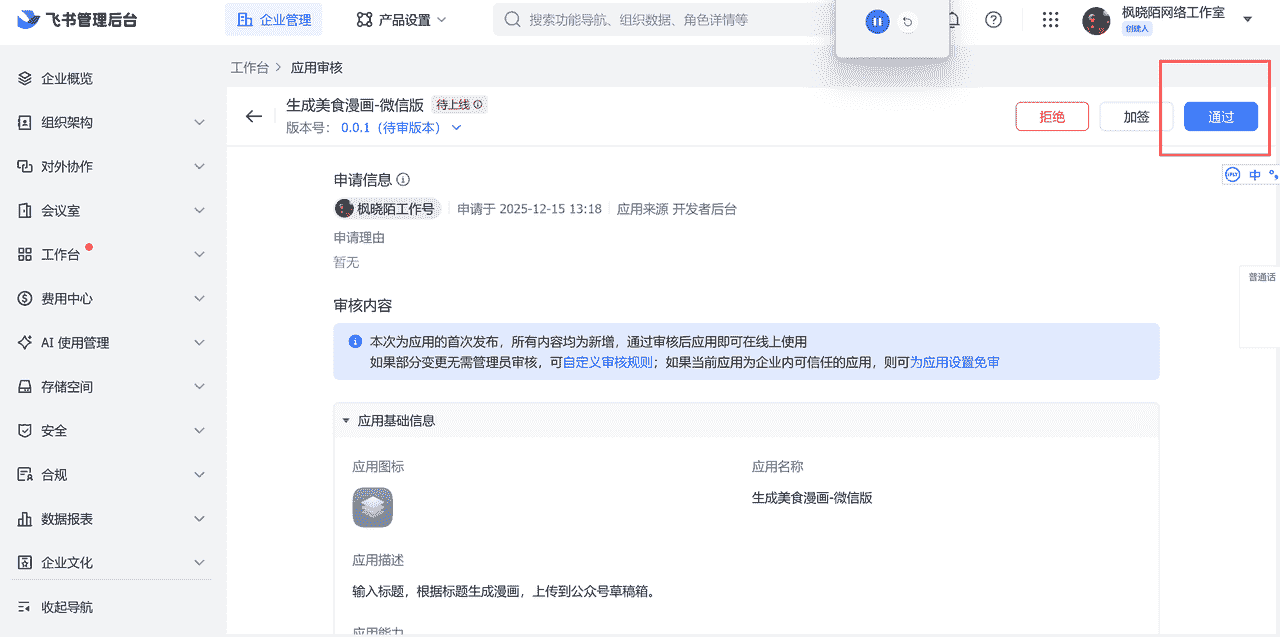 飞书管理后台
企业管理
产品设置
搜索功能导航、组织数据、角色详情等
枫晓陌网络工作室
创建人
企业概览
组织架构
对外协作
会议室
工作台
费用中心
AI 使用管理
存储空间
安全
合规
数据报表
企业文化
收起导航
工作台 > 应用审核
生成美食漫画-微信版 待上线
版本号： 0.0.1（待审版本）
拒绝
加签
通过
中
普通话
申请信息
枫晓陌工作号 申请于 2025-12-15 13:18 应用来源 开发者后台
申请理由
暂无
审核内容
本次为应用的首次发布，所有内容均为新增，通过审核后应用即可在线上使用
如果部分变更无需管理员审核，可自定义审核规则；如果当前应用为企业内可信任的应用，则可为应用设置免审
应用基础信息
应用图标
应用名称
生成美食漫画-微信版
应用描述
输入标题，根据标题生成漫画，上传到公众号草稿箱。
应用能力